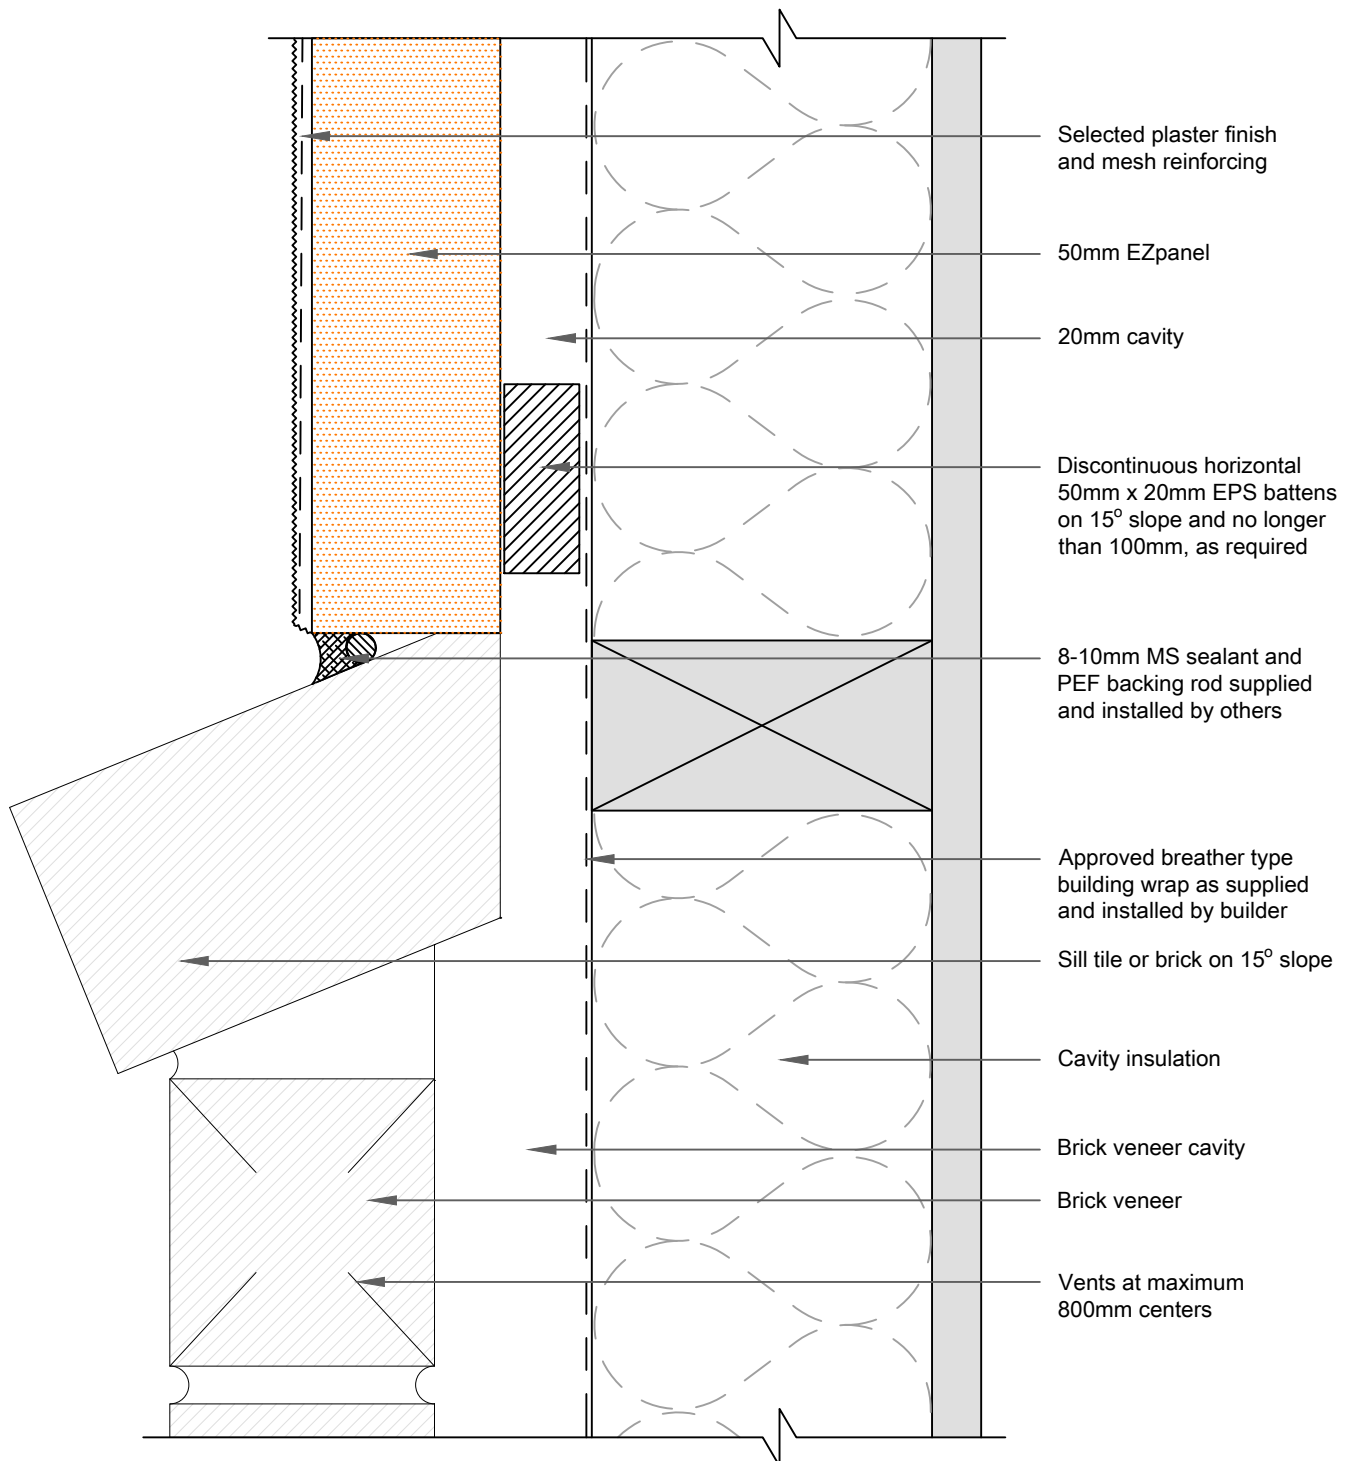 Selected plaster finish
and mesh reinforcing
50mm EZpanel
20mm cavity
Discontinuous horizontal
50mm x 20mm EPS battens
on 15° slope and no longer
than 100mm, as required
8-10mm MS sealant and
PEF backing rod supplied
and installed by others
Approved breather type
building wrap as supplied
and installed by builder
Sill tile or brick on 15° slope
Cavity insulation
Brick veneer cavity
Brick veneer
Vents at maximum
800mm centers